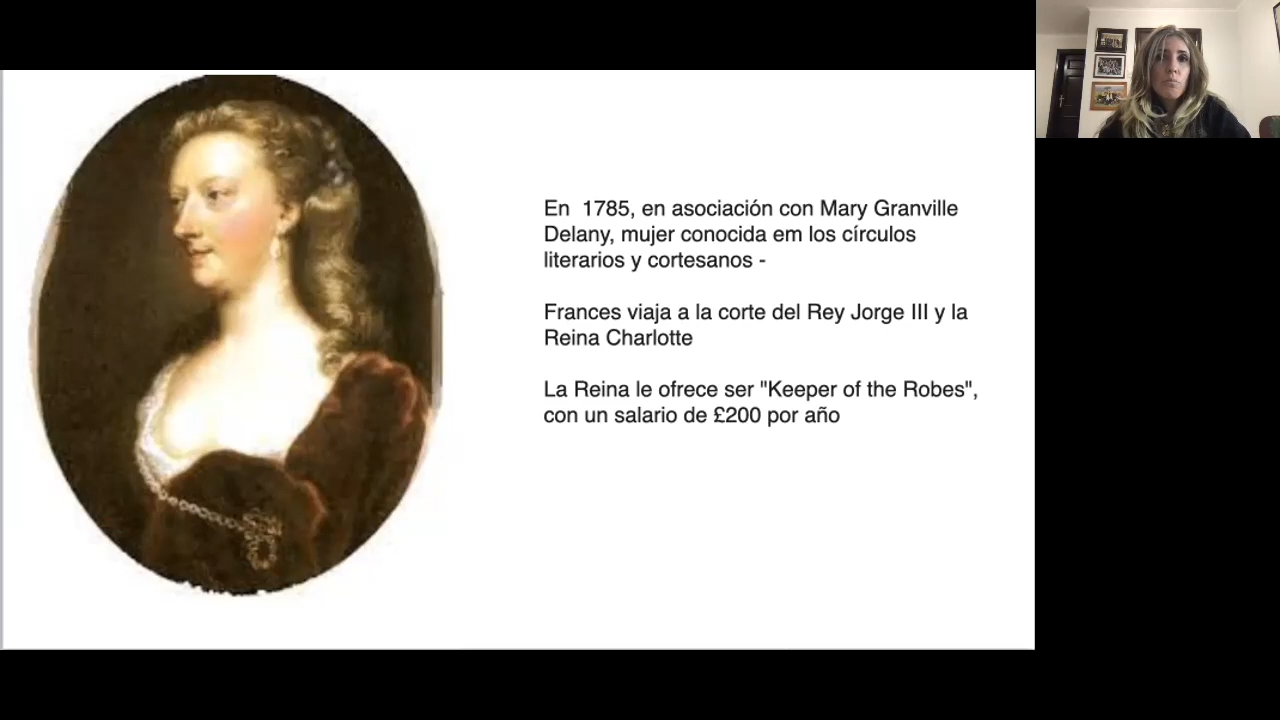 En  1785, en asociación con Mary Granville
Delany, mujer conocida em los círculos
literarios y cortesanos -
Frances viaja a la corte del Rey Jorge III y la
Reina Charlotte
La Reina le ofrece ser "Keeper of the Robes",
con un salario de £200 por año